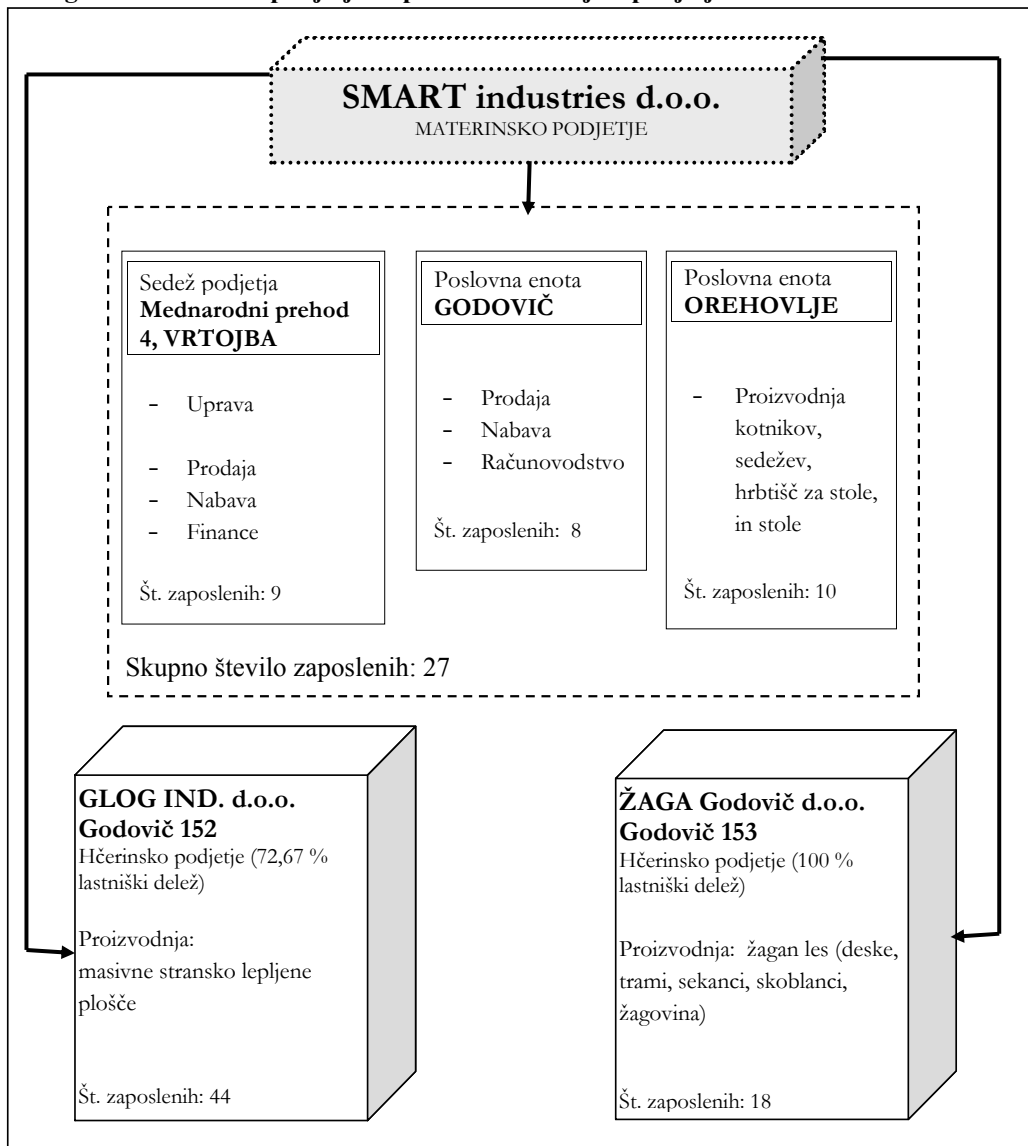 SMART industries d.o.o.
MATERINSKO PODJETJE
Sedež podjetja
Mednarodni prehod
4, VRTOJBA
- Uprava
- Prodaja
- Nabava
- Finance
Št. zaposlenih: 9
Poslovna enota
GODOVIČ
- Prodaja
- Nabava
- Računovodstvo
Št. zaposlenih: 8
Poslovna enota
OREHOVLJE
- Proizvodnja
kotnikov,
sedežev,
hrbtišč za stole,
in stole
Št. zaposlenih: 10
Skupno število zaposlenih: 27
GLOG IND. d.o.o.
Godovič 152
Hčerinsko podjetje (72,67 %
lastniški delež)
Proizvodnja:
masivne stransko lepljene
plošče
Št. zaposlenih: 44
ŽAGA Godovič d.o.o.
Godovič 153
Hčerinsko podjetje (100 %
lastniški delež)
Proizvodnja: žagan les (deske,
trami, sekanci, skoblanci,
žagovina)
Št. zaposlenih: 18